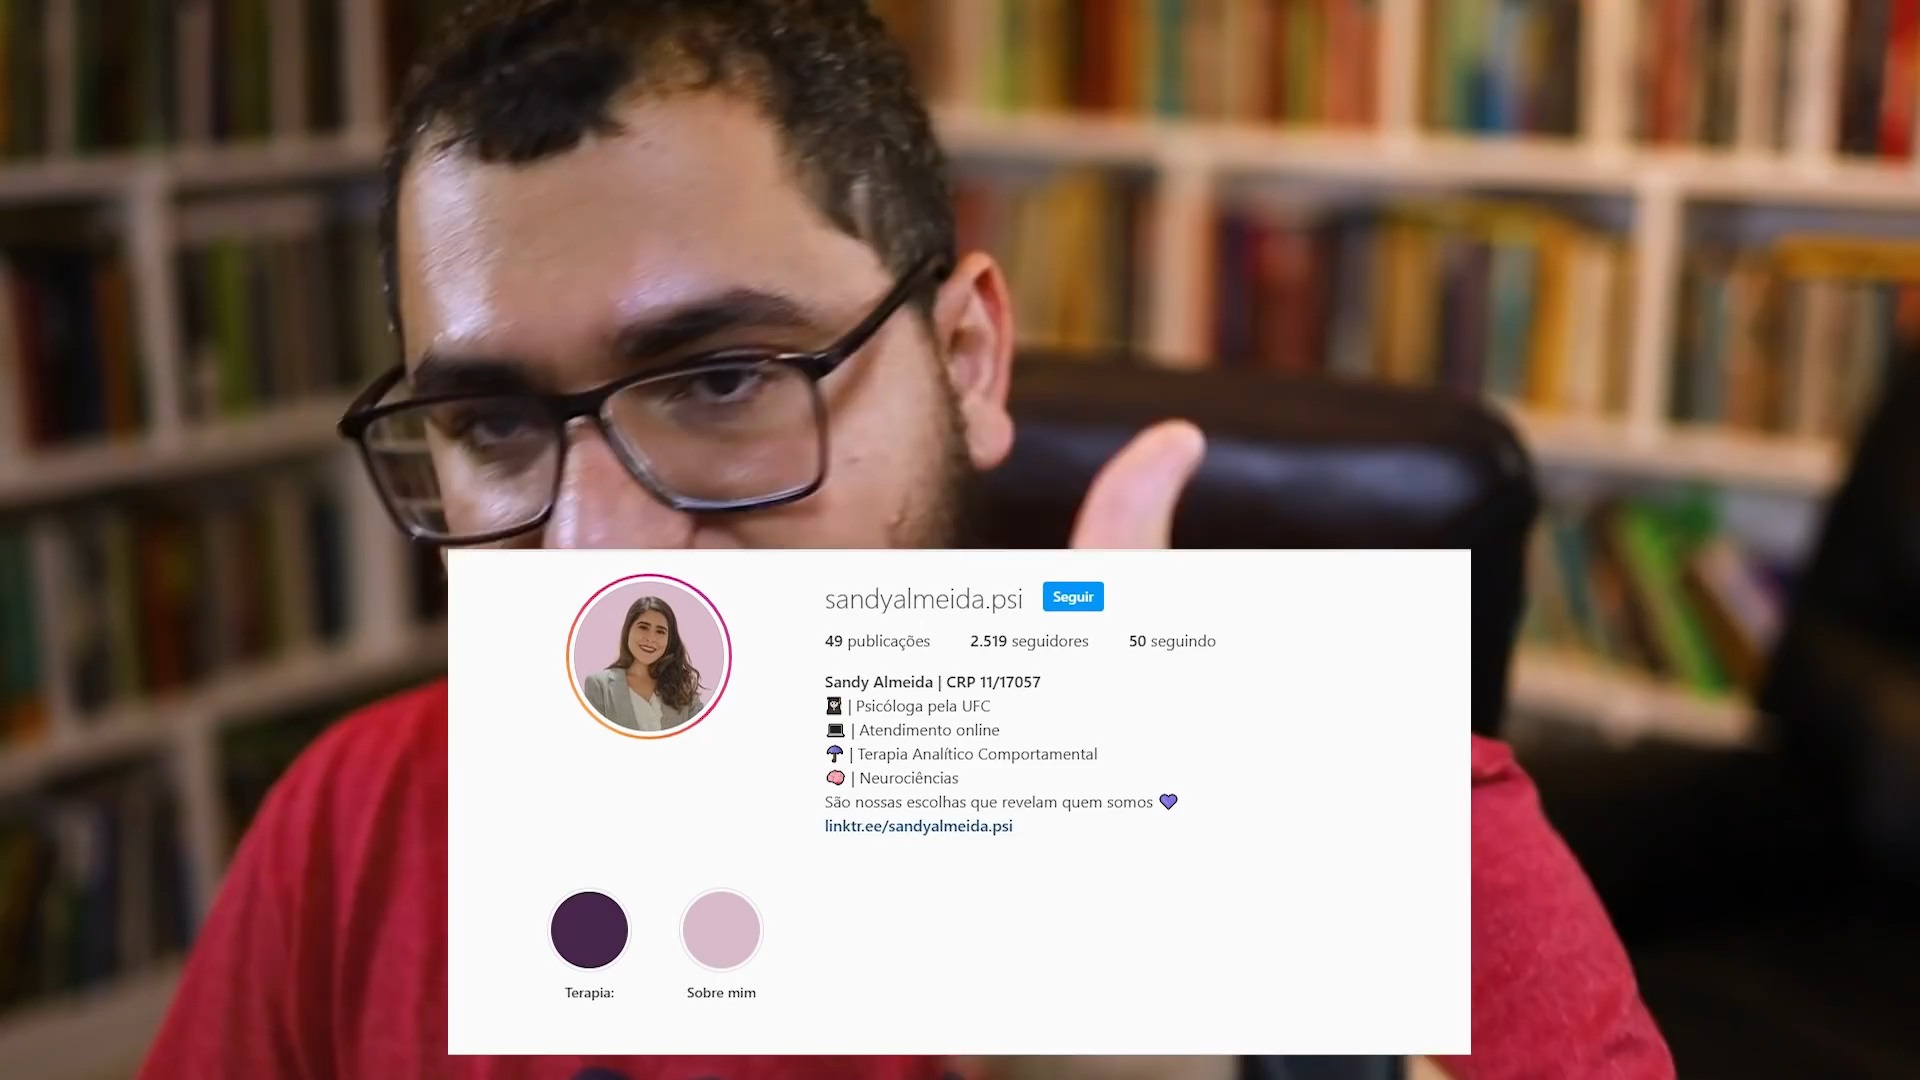 sandyalmeida.psi Seguir
49 publicações 2.519 seguidores 50 seguindo
Sandy Almeida | CRP 11/17057
| Psicóloga pela UFC
| Atendimento online
| Terapia Analítico Comportamental
| Neurociências
São nossas escolhas que revelam quem somos 💜
linktr.ee/sandyalmeida.psi
Terapia: Sobre mim